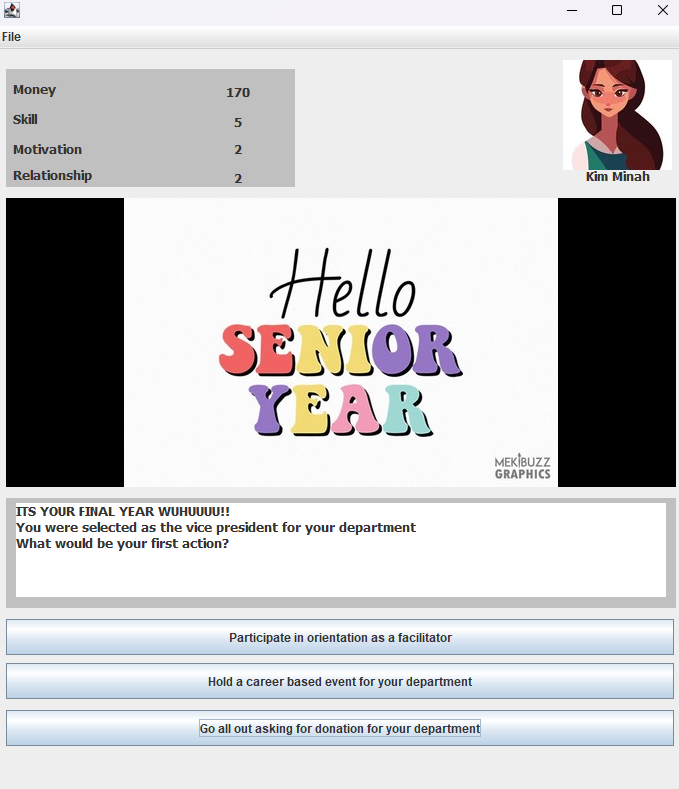 File
Money 170
Skill 5
Motivation 2
Relationship 2
Kim Minah
Hello
SENIOR
YEAR
MEKIBUZZ
GRAPHICS
ITS YOUR FINAL YEAR WUHUUUU!!
You were selected as the vice president for your department
What would be your first action?
Participate in orientation as a facilitator
Hold a career based event for your department
Go all out asking for donation for your department